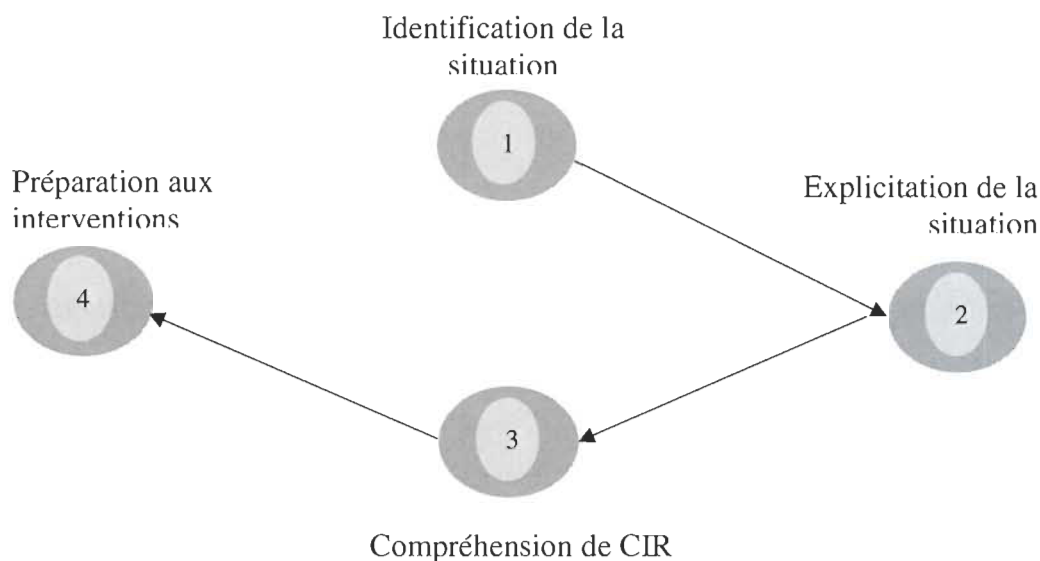 Identification de la
situation
1
Préparation aux
interventions
Explicitation de la
situation
4
2
3
Compréhension de CIR